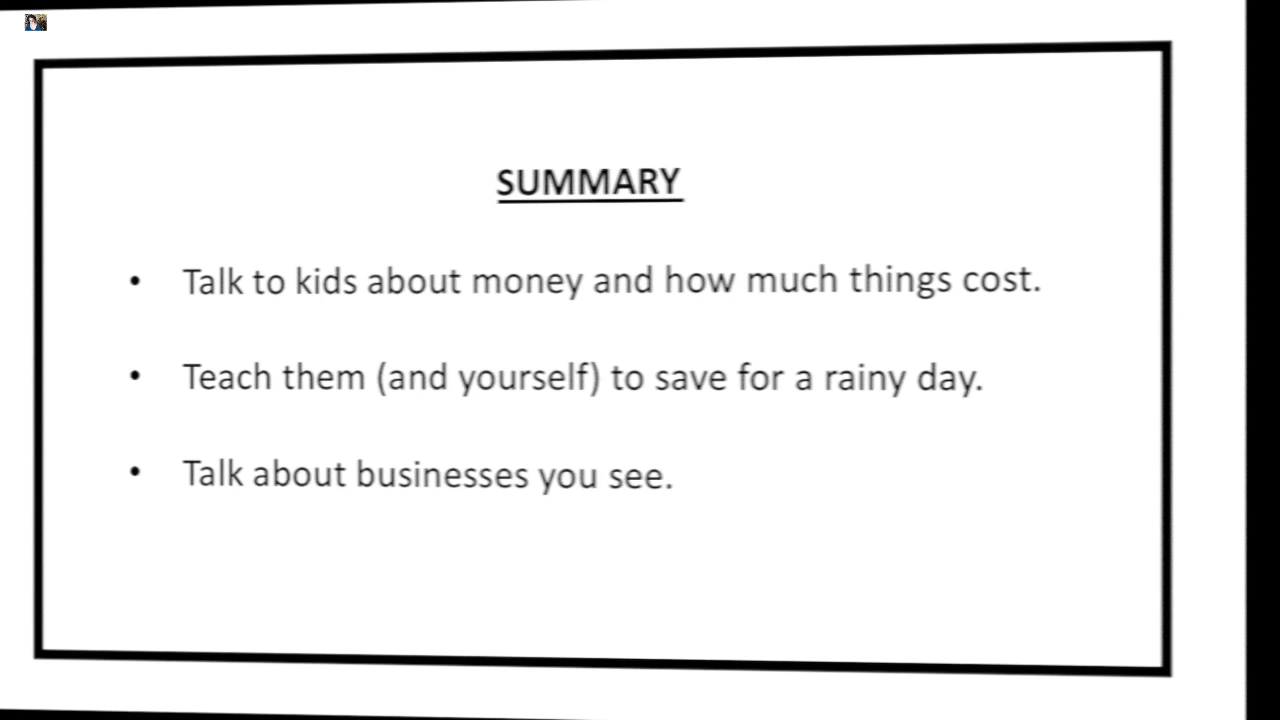 SUMMARY
• Talk to kids about money and how much things cost.
• Teach them (and yourself) to save for a rainy day.
• Talk about businesses you see.